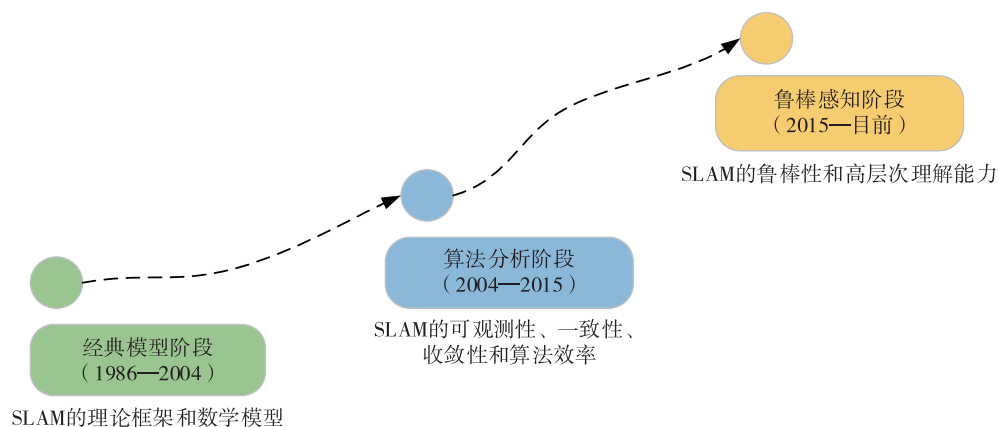 鲁棒感知阶段
（2015—目前）
SLAM的鲁棒性和高层次理解能力
算法分析阶段
（2004—2015）
SLAM的可观测性、一致性、
收敛性和算法效率
经典模型阶段
（1986—2004）
SLAM的理论框架和数学模型